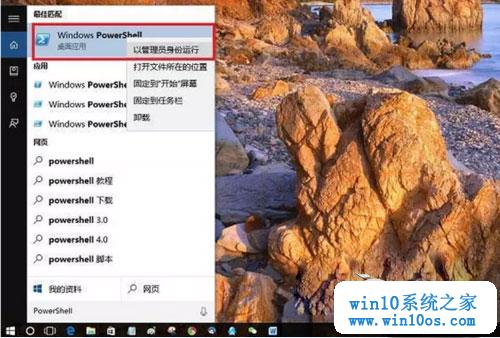 最佳匹配
Windows PowerShell
桌面应用
以管理员身份运行
打开文件所在的位置
固定到"开始"屏幕
固定到任务栏
卸载
应用
Windows Powe
Windows Powe
Windows PowerS
网页
powershell
powershell 教程
powershell 下载
powershell 3.0
powershell 4.0
powershell 脚本
我的资料
网页
PowerShell
win10系统之家
www.win10os.com